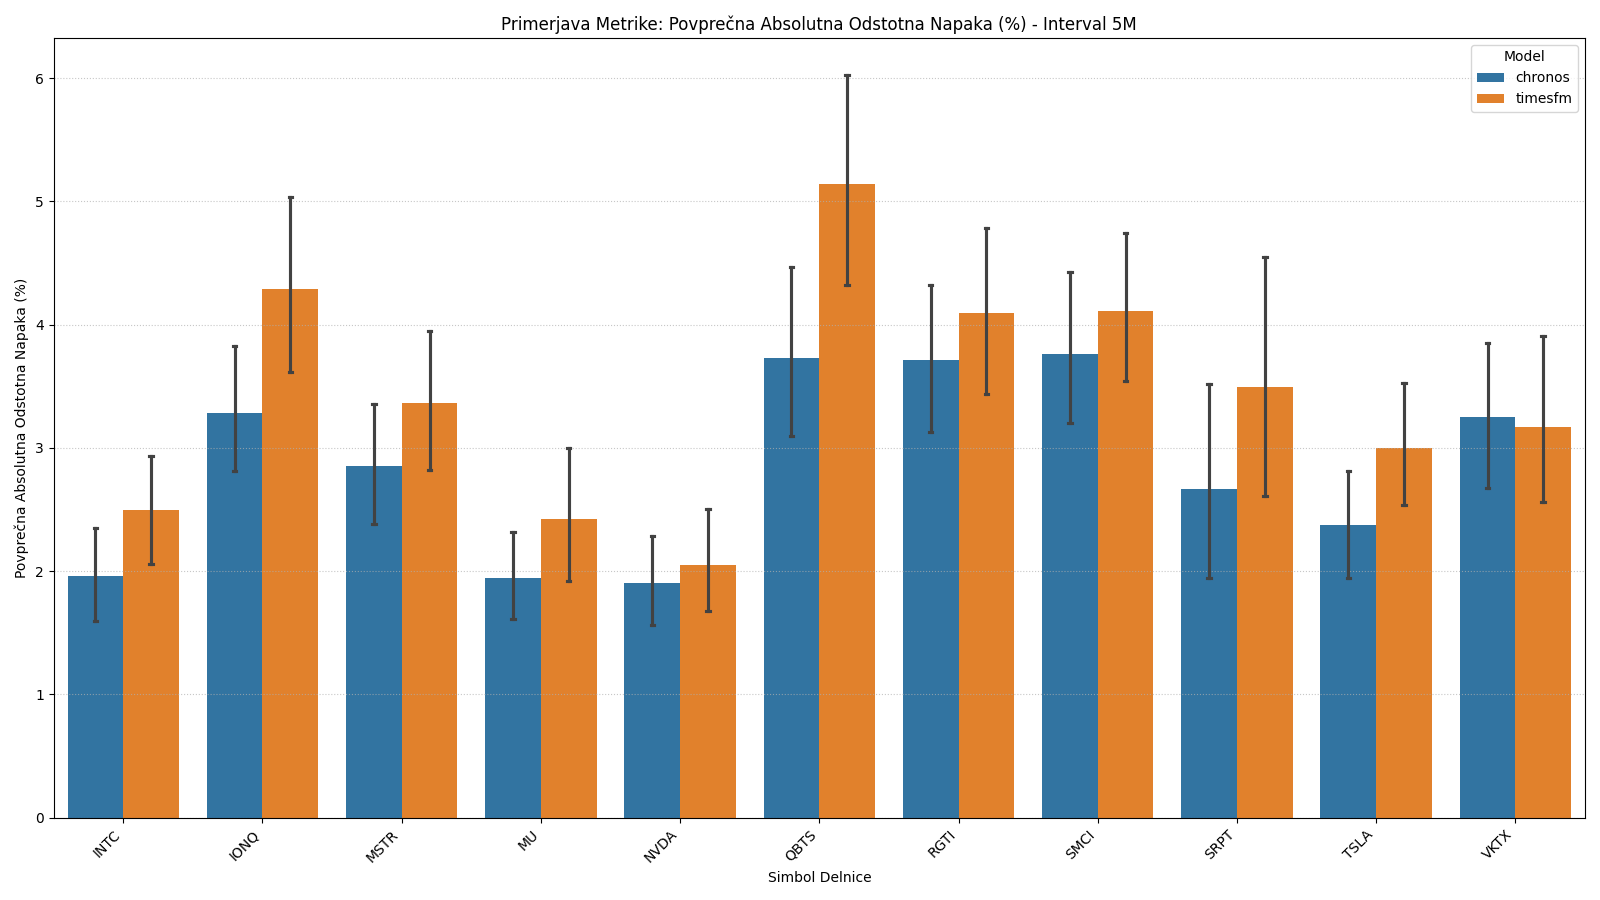 Primerjava Metrike: Povprečna Absolutna Odstotna Napaka (%) - Interval 5M
Model
chronos
timesfm
Povprečna Absolutna Odstotna Napaka (%)
6
5
4
3
2
1
0
INTC
IONQ
MSTR
MU
NVDA
QBTS
RGTI
SMCI
SRPT
TSLA
VKTX
Simbol Delnice